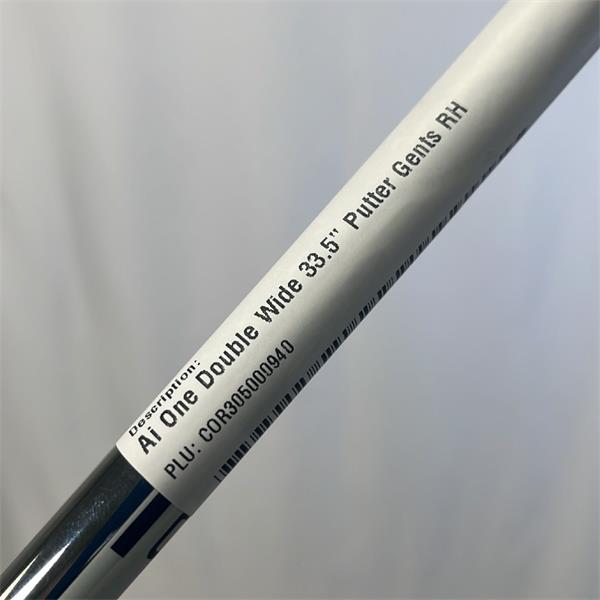 Description:
Ai One Double Wide 33.5" Putter Gents RH
PLU: COR305000940